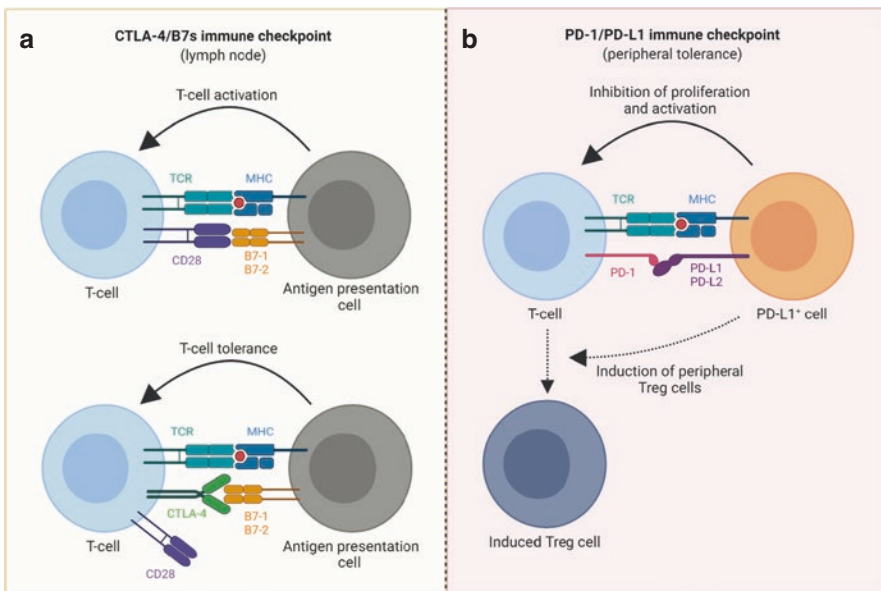 a
CTLA-4/B7s immune checkpoint
(lymph node)
T-cell activation
TCR
MHC
CD28
B7-1
B7-2
T-cell
Antigen presentation
cell
T-cell tolerance
TCR
MHC
CTLA-4
B7-1
B7-2
T-cell
Antigen presentation
cell
CD28
b
PD-1/PD-L1 immune checkpoint
(peripheral tolerance)
Inhibition of proliferation
and activation
TCR
MHC
PD-1
PD-L1
PD-L2
T-cell
PD-L1⁺ cell
Induction of peripheral
Treg cells
Induced Treg cell